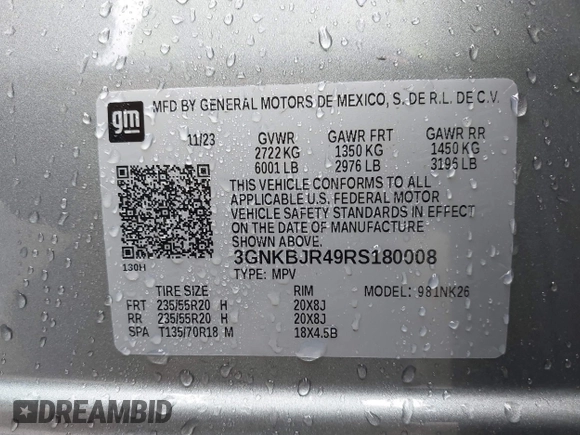 gm
MFD BY GENERAL MOTORS DE MEXICO, S. DE R.L. DE C.V.
11/23 GVWR GAWR FRT GAWR RR
2722 KG 1350 KG 1450 KG
6001 LB 2976 LB 3195 LB
THIS VEHICLE CONFORMS TO ALL
APPLICABLE U.S. FEDERAL MOTOR
VEHICLE SAFETY STANDARDS IN EFFECT
ON THE DATE OF MANUFACTURE
SHOWN ABOVE.
130H 3GNKBJR49RS180008
TYPE: MPV
TIRE SIZE RIM MODEL: 981NK26
FRT 235/55R20 H 20X8J
RR 235/55R20 H 20X8J
SPA T135/70R18 M 18X4.5B
DREAMBID